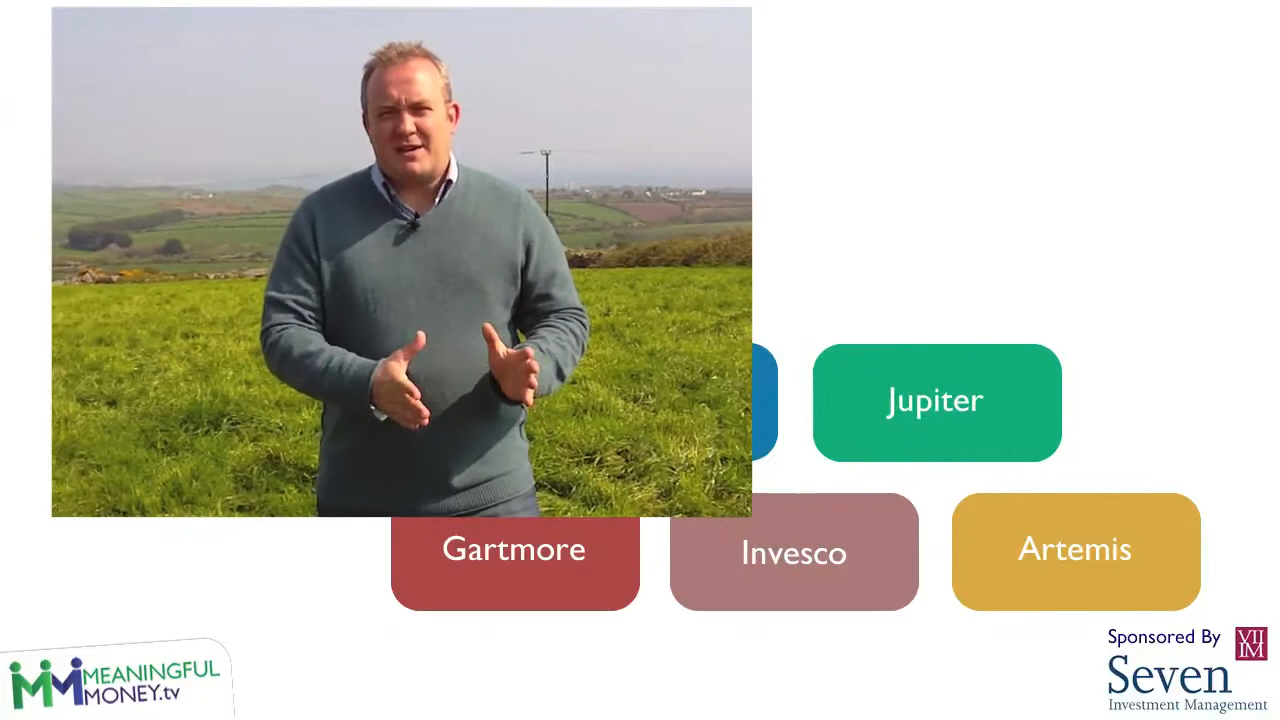 Jupiter
Gartmore
Invesco
Artemis
MEANINGFUL
MONEY.tv
Sponsored By
VII
IM
Seven
Investment Management